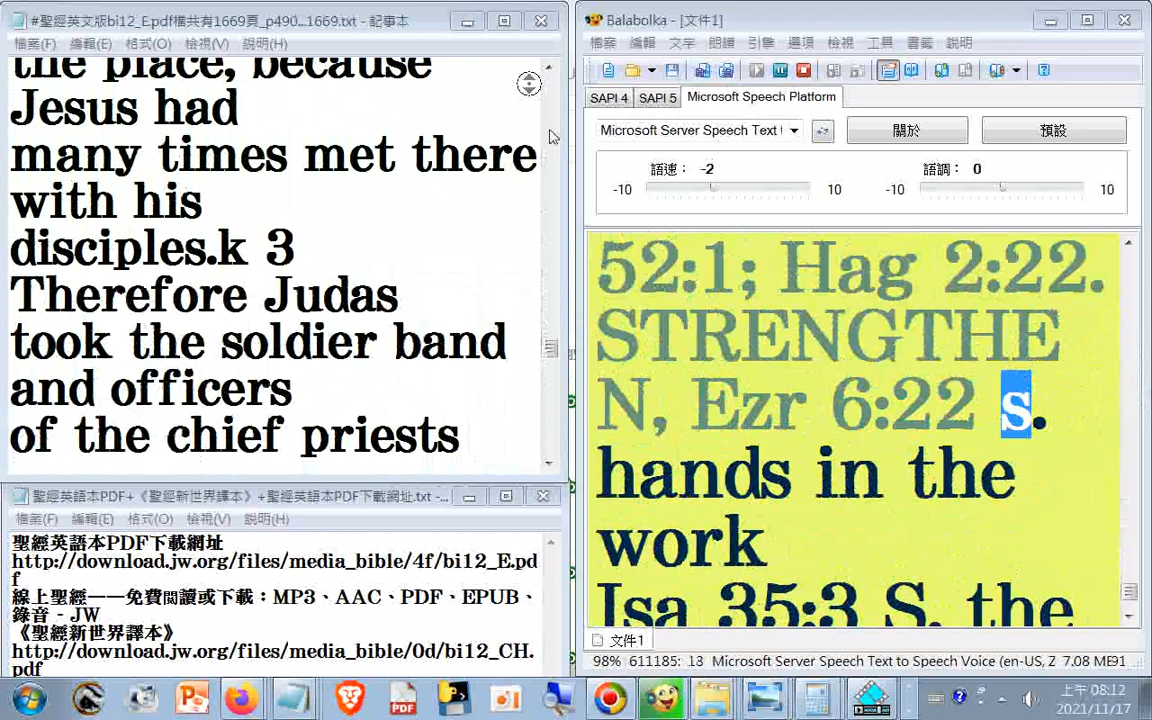 #聖經英文版bi12_E.pdf檔共有1669頁_p490...1669.txt - 記事本
檔案(F) 編輯(E) 格式(O) 檢視(V) 說明(H)
the place, because
Jesus had
many times met there
with his
disciples.k 3
Therefore Judas
took the soldier band
and officers
of the chief priests
聖經英語本PDF+《聖經新世界譯本》+聖經英語本PDF下載網址.txt -...
檔案(F) 編輯(E) 格式(O) 檢視(V) 說明(H)
聖經英語本PDF下載網址
http://download.jw.org/files/media_bible/4f/bi12_E.pd
f
線上聖經——免費閱讀或下載：MP3、AAC、PDF、EPUB、
錄音 - JW
《聖經新世界譯本》
http://download.jw.org/files/media_bible/0d/bi12_CH.
pdf
Balabolka - [文件1]
檔案 編輯 文字 朗讀 引擎 選項 檢視 工具 書籤 說明
SAPI 4 SAPI 5 Microsoft Speech Platform
Microsoft Server Speech Text 關於 預設
語速： -2 語調： 0
-10 10 -10 10
52:1; Hag 2:22.
STRENGTHE
N, Ezr 6:22 s.
hands in the
work
Isa 35:3 S. the
文件1
98% 611185: 13 Microsoft Server Speech Text to Speech Voice (en-US, Z 7.08 ME91
上午 08:12
2021/11/17
PDF